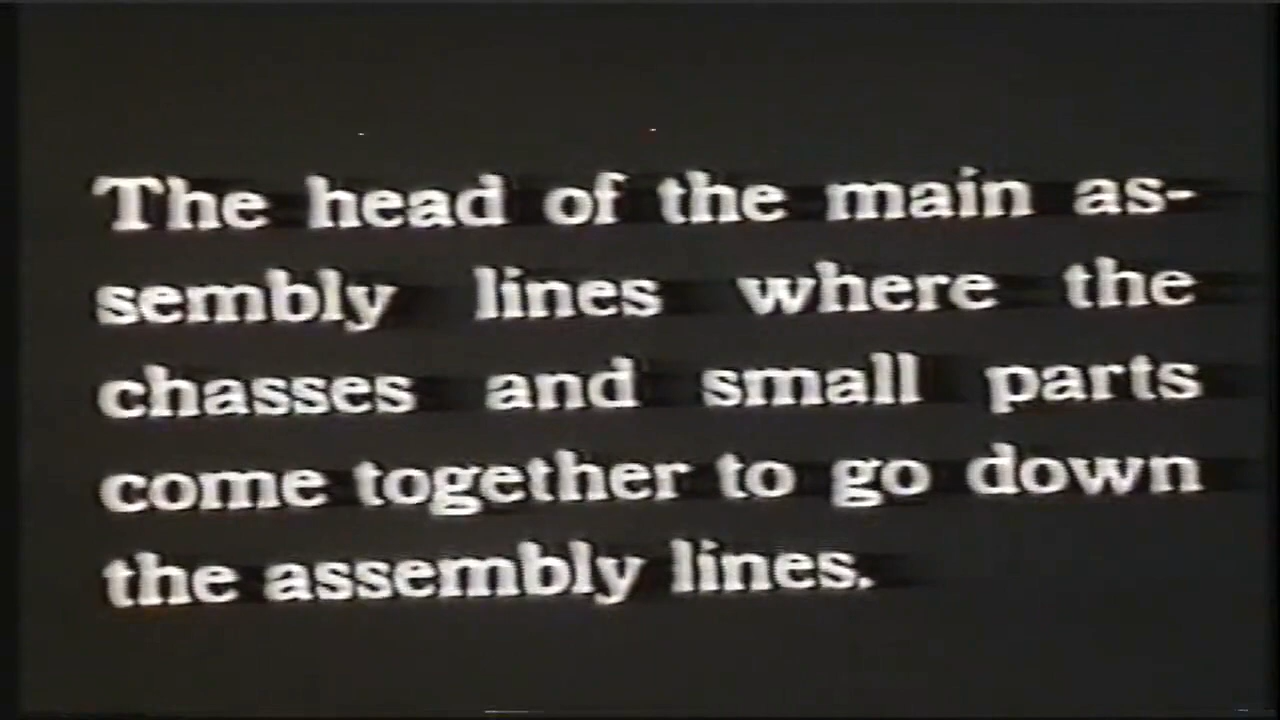 The head of the main as-
sembly lines where the
chasses and small parts
come together to go down
the assembly lines.